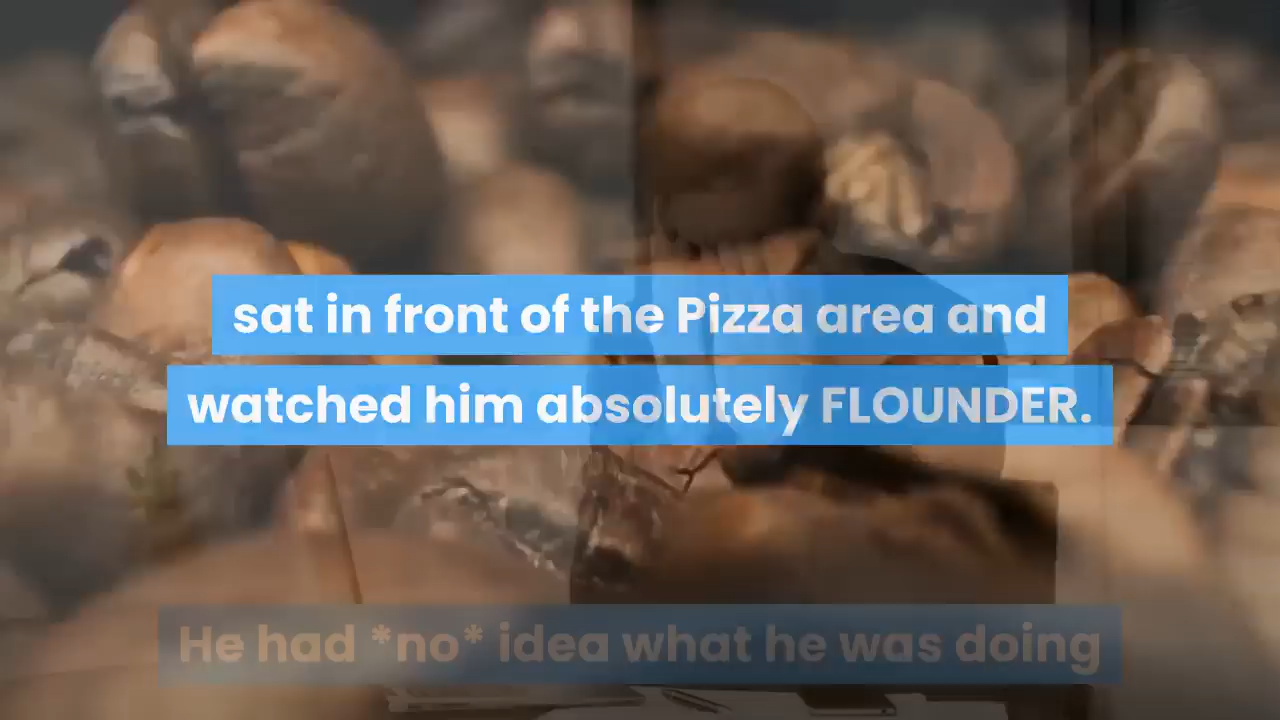 sat in front of the Pizza area and
watched him absolutely FLOUNDER.
He had *no* idea what he was doing